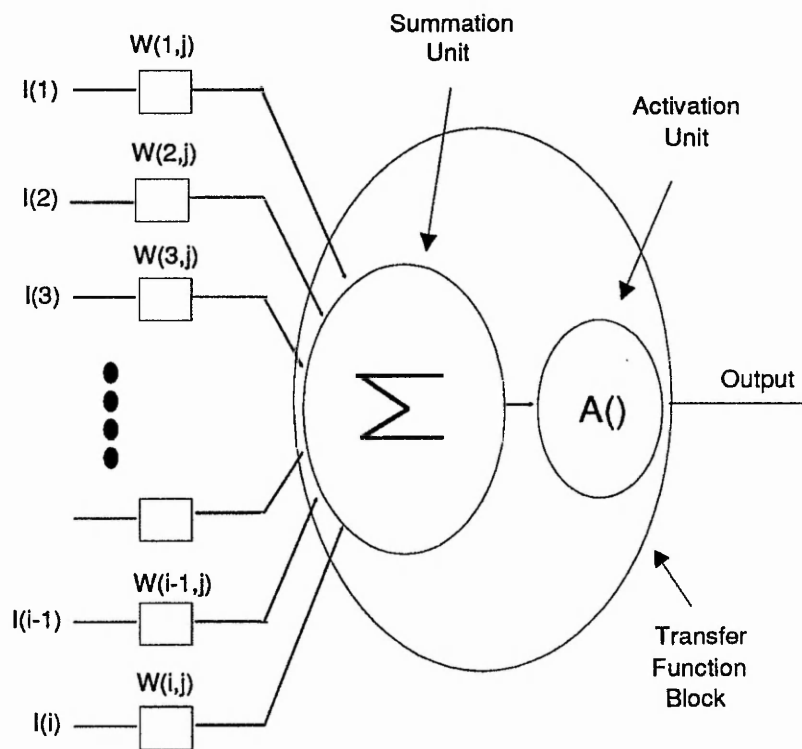 Summation
Unit
W(1,j)
I(1)
Activation
Unit
W(2,j)
I(2)
W(3,j)
I(3)
Σ
A()
Output
W(i-1,j)
I(i-1)
W(i,j)
I(i)
Transfer
Function
Block